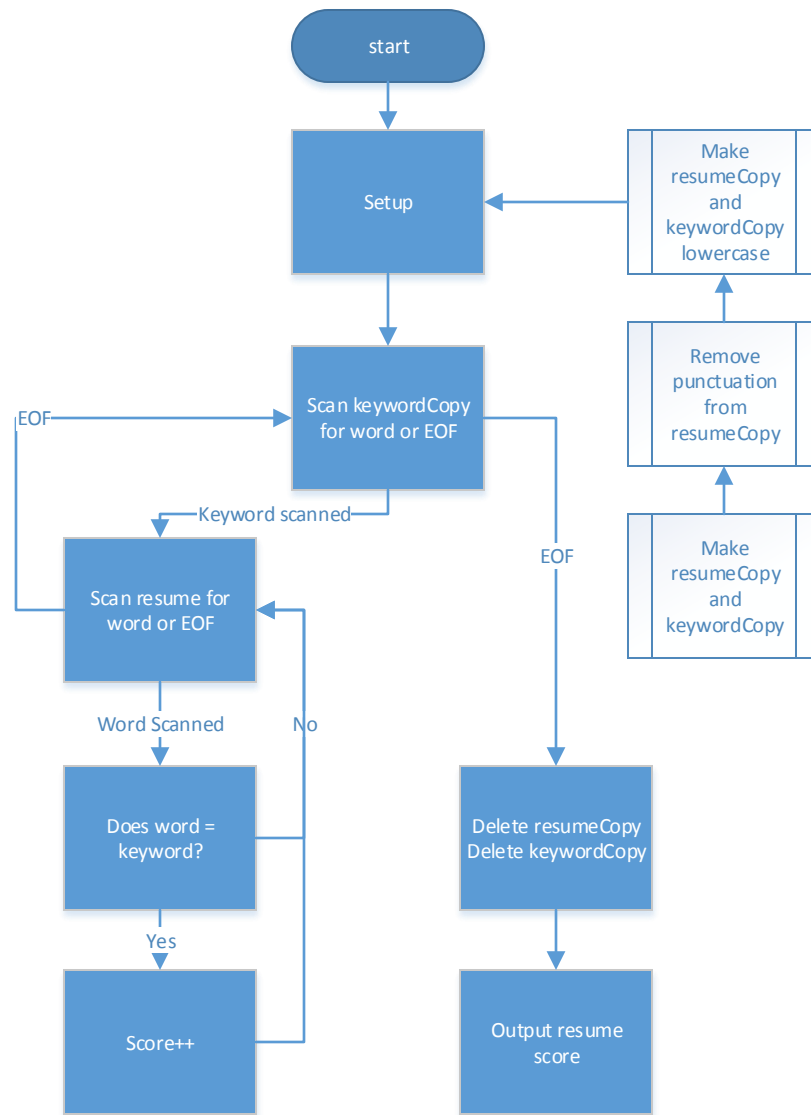 start
Setup
Make
resumeCopy
and
keywordCopy
lowercase
Scan keywordCopy
for word or EOF
EOF
Remove
punctuation
from
resumeCopy
Keyword scanned
EOF
Make
resumeCopy
and
keywordCopy
Scan resume for
word or EOF
Word Scanned
No
Does word =
keyword?
Delete resumeCopy
Delete keywordCopy
Yes
Score++
Output resume
score